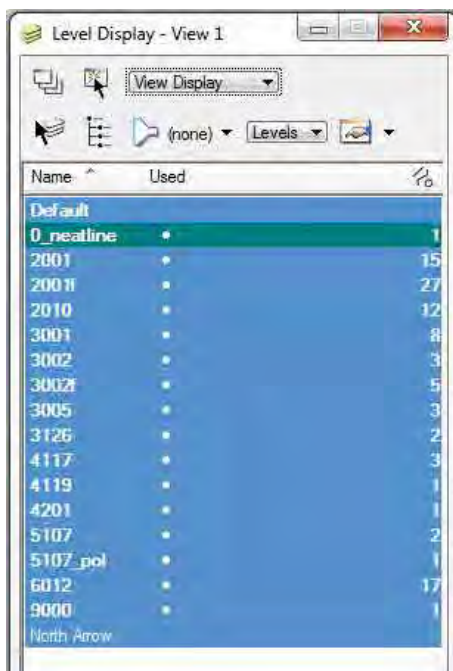 Level Display - View 1
View Display
(none) Levels
Name Used
Default
0_neatline 1
2001 15
2001f 27
2010 12
3001 8
3002 3
3002f 5
3005 3
3126 2
4117 3
4119 1
4201 1
5107 2
5107_pol 1
6012 17
9000 1
North Arrow